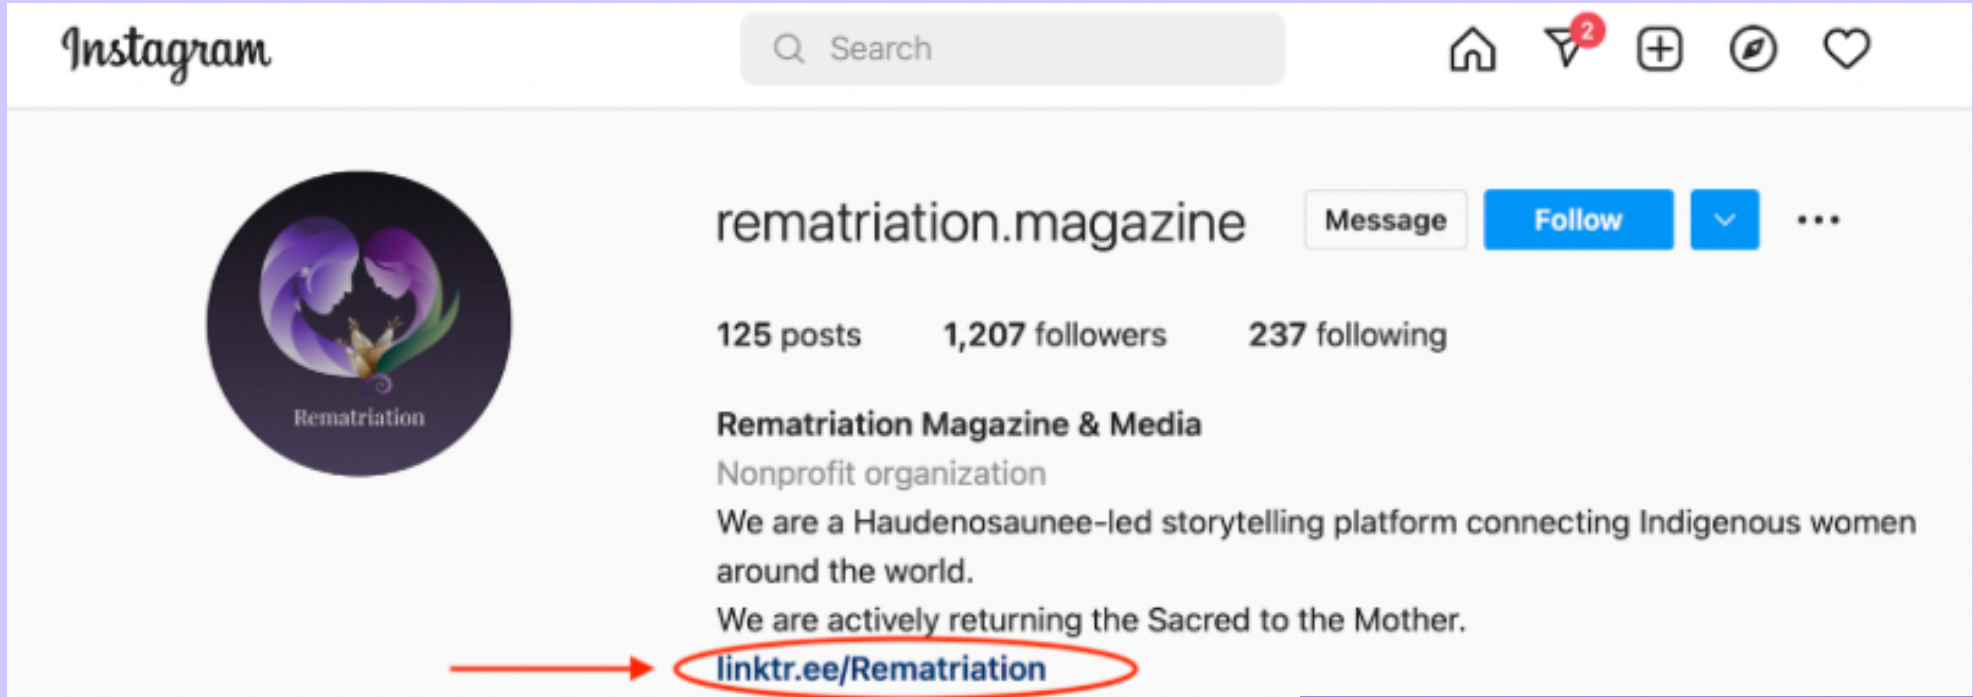 Instagram
Search
2
rematriation.magazine
Message
Follow
125 posts
1,207 followers
237 following
Rematriation
Rematriation Magazine & Media
Nonprofit organization
We are a Haudenosaunee-led storytelling platform connecting Indigenous women
around the world.
We are actively returning the Sacred to the Mother.
linktr.ee/Rematriation